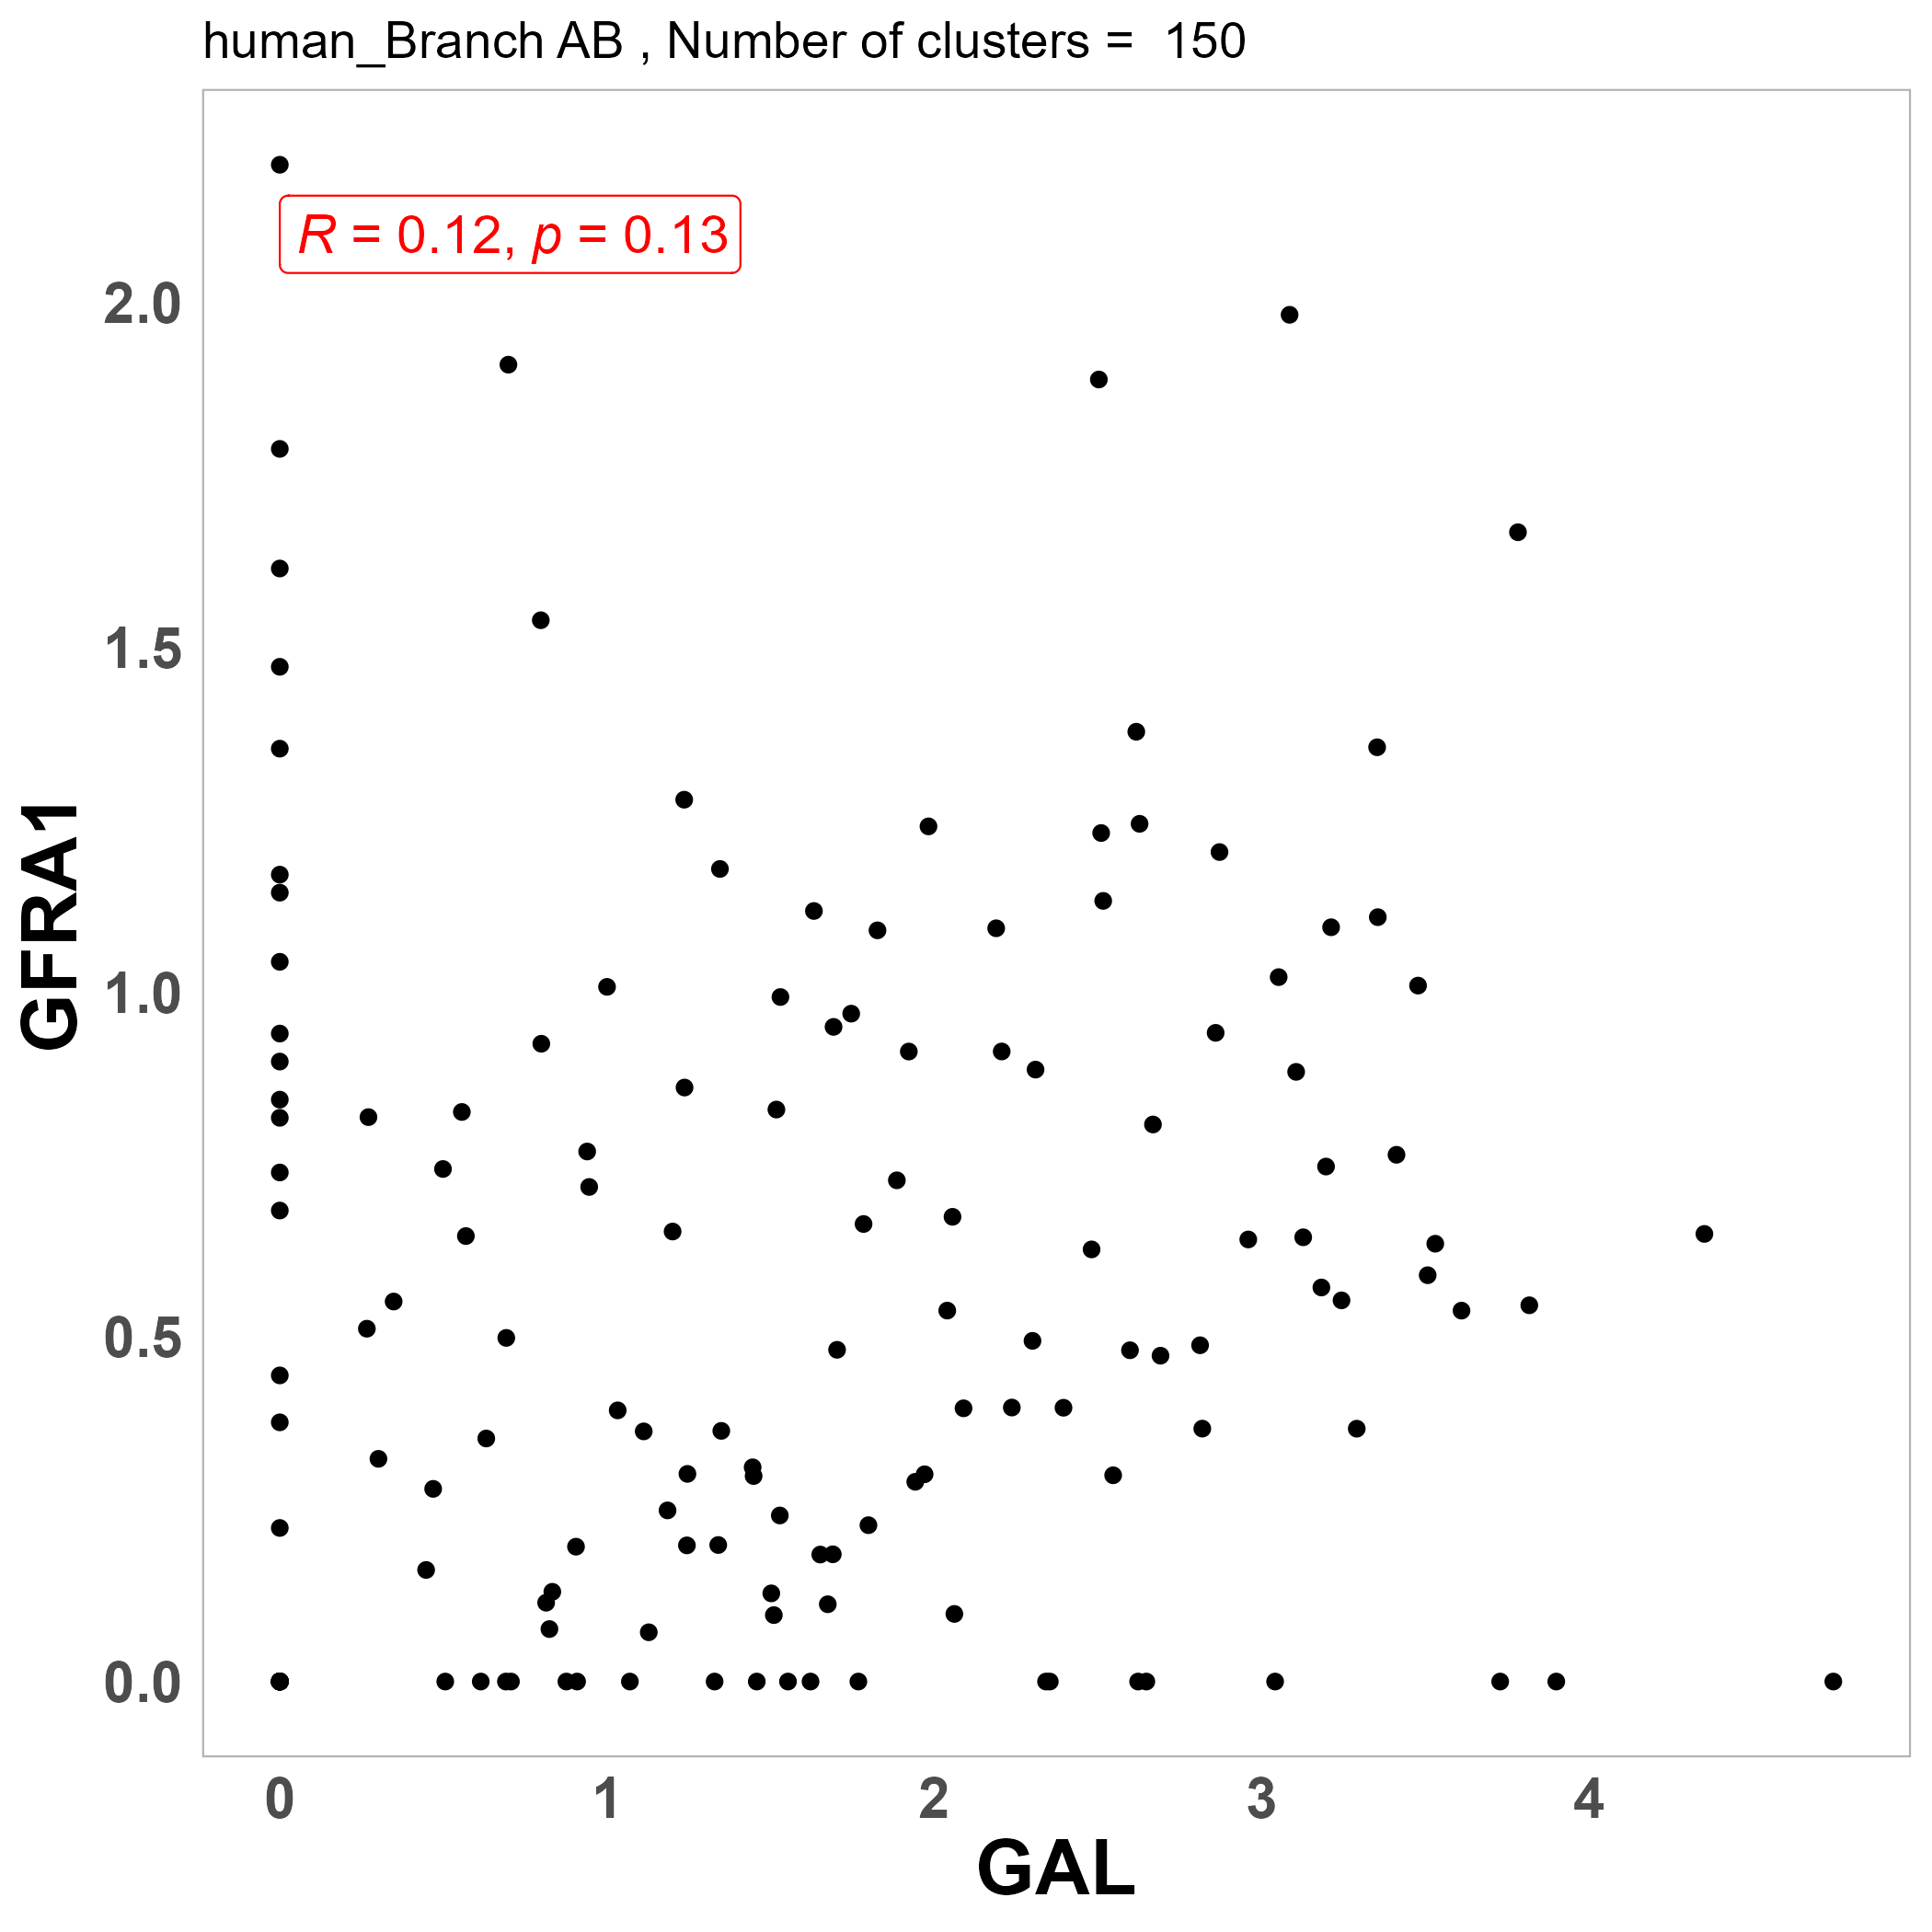 human_Branch AB , Number of clusters =  150
R = 0.12, p = 0.13
2.0
1.5
1.0
0.5
0.0
GFRA1
0 1 2 3 4
GAL